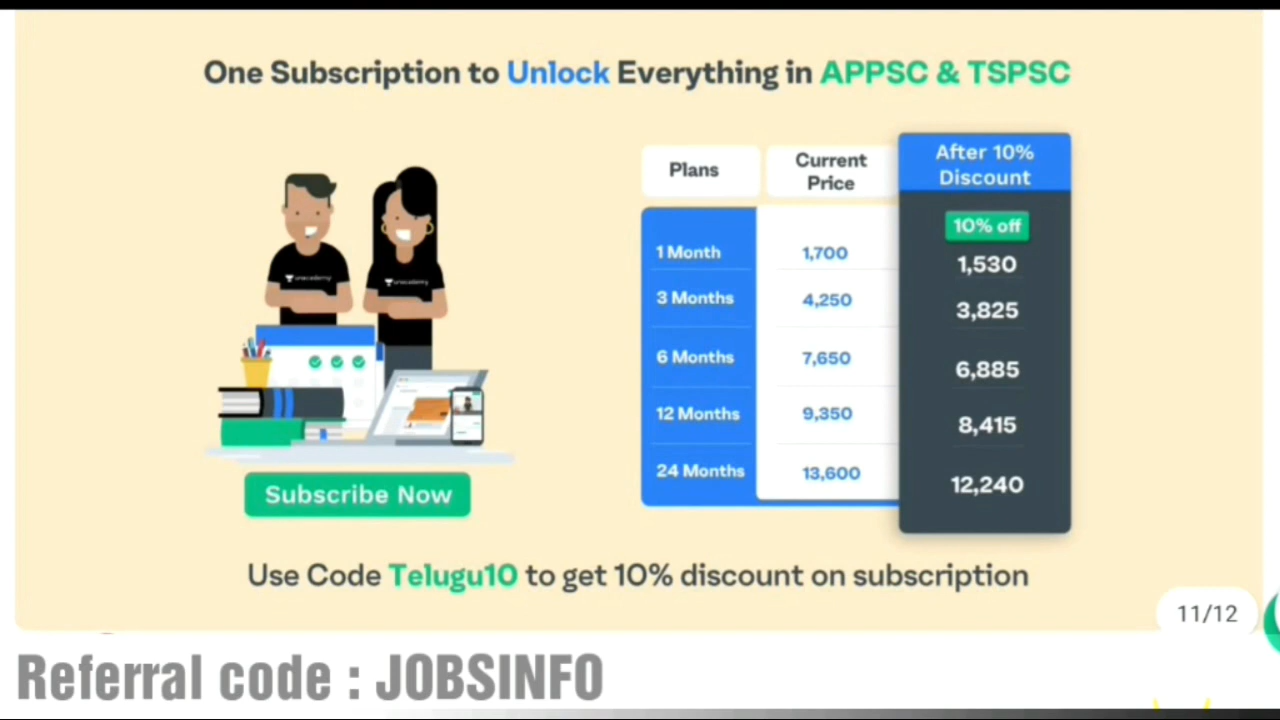 One Subscription to Unlock Everything in APPSC & TSPSC
Plans
Current
Price
After 10%
Discount
10% off
1 Month
1,700
1,530
3 Months
4,250
3,825
6 Months
7,650
6,885
12 Months
9,350
8,415
24 Months
13,600
12,240
unacademy
unacademy
Subscribe Now
Use Code Telugu10 to get 10% discount on subscription
11/12
Referral code : JOBSINFO